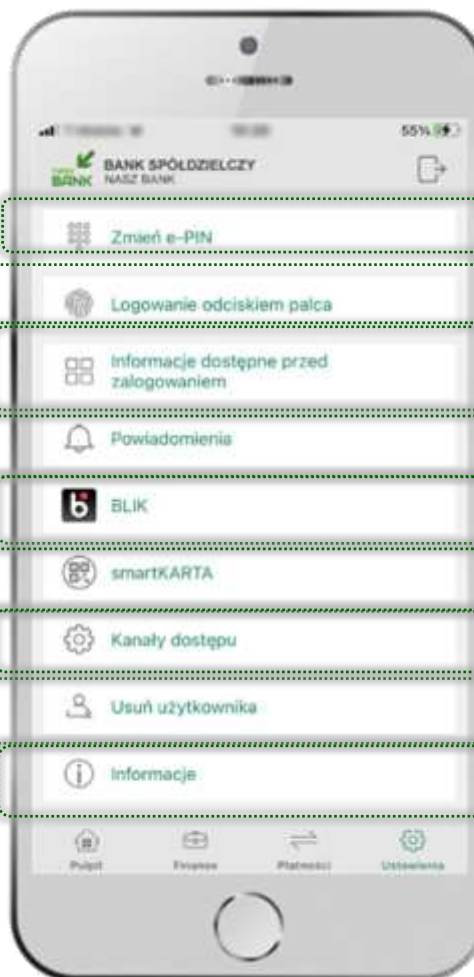 55%
BANK SPÓŁDZIELCZY
BANK NASZ BANK
Zmień e-PIN
Logowanie odciskiem palca
Informacje dostępne przed
zalogowaniem
Powiadomienia
BLIK
smartKARTA
Kanały dostępu
Usuń użytkownika
Informacje
Pulpit Finanse Płatności Ustawienia